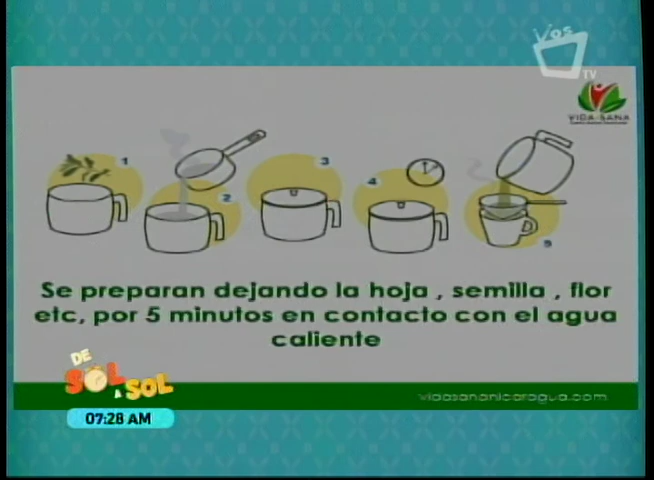 Vos
TV
VIDA SANA
1
2
3
4
5
Se preparan dejando la hoja , semilla , flor
etc, por 5 minutos en contacto con el agua
caliente
DE
SOL
A
SOL
07:28 AM
vidasananicaragua.com